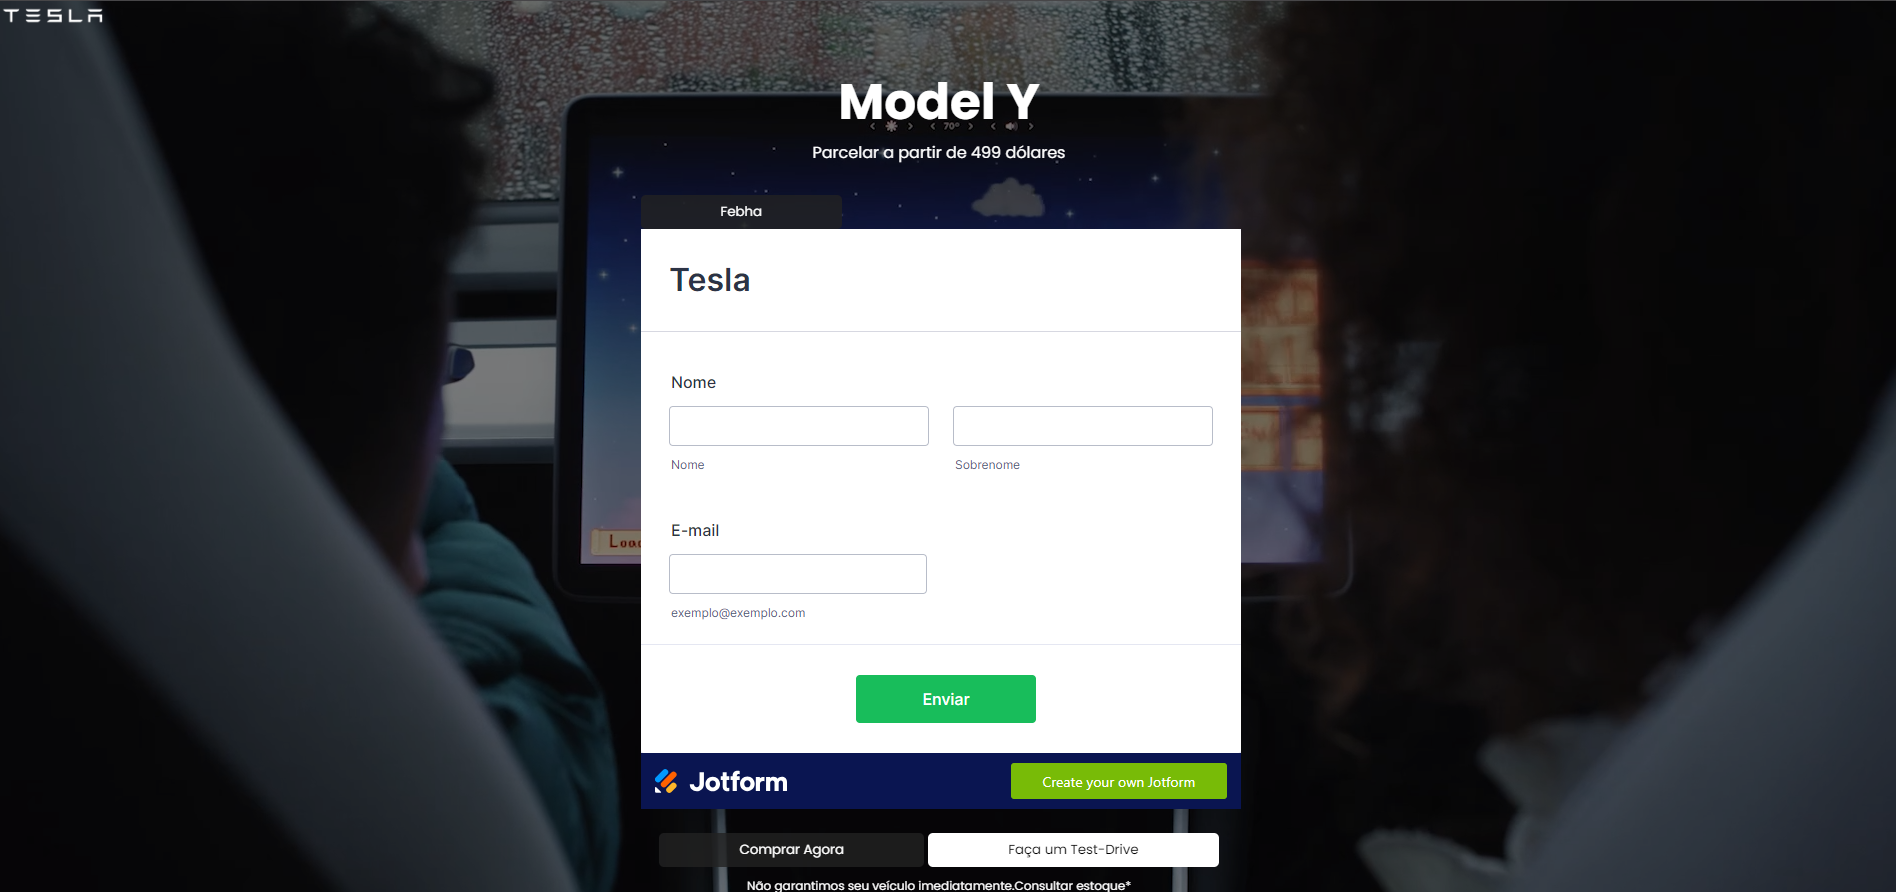 TESLA
Model Y
70°
Parcelar a partir de 499 dólares
Febha
Tesla
Nome
Nome
Sobrenome
E-mail
exemplo@exemplo.com
Enviar
Jotform
Create your own Jotform
Comprar Agora
Faça um Test-Drive
Não garantimos seu veículo imediatamente.Consultar estoque*